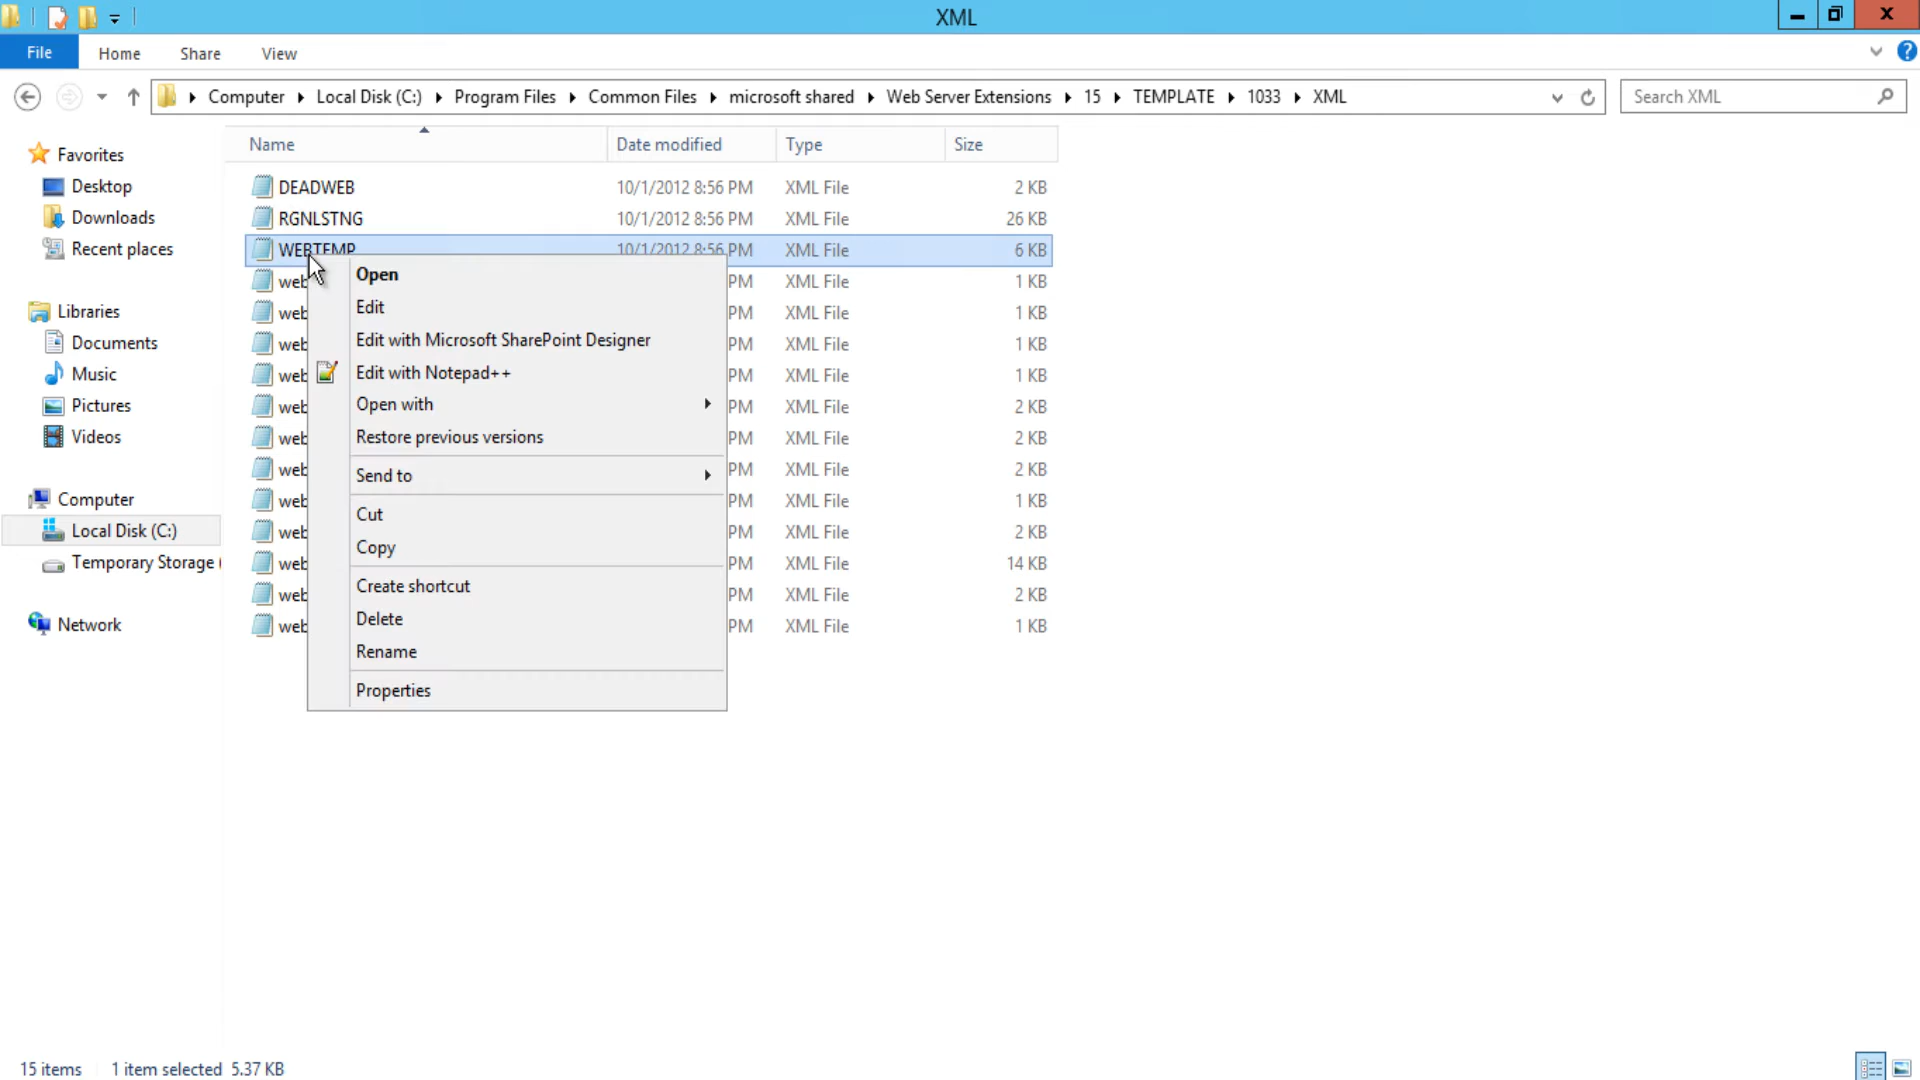 XML
File Home Share View
Computer Local Disk (C:) Program Files Common Files microsoft shared Web Server Extensions 15 TEMPLATE 1033 XML
Search XML
Name Date modified Type Size
Favorites
Desktop
Downloads
Recent places
Libraries
Documents
Music
Pictures
Videos
Computer
Local Disk (C:)
Temporary Storage
Network
DEADWEB 10/1/2012 8:56 PM XML File 2 KB
RGNLSTNG 10/1/2012 8:56 PM XML File 26 KB
WEBTEMP 10/1/2012 8:56 PM XML File 6 KB
web PM XML File 1 KB
web PM XML File 1 KB
web PM XML File 1 KB
web PM XML File 1 KB
web PM XML File 2 KB
web PM XML File 2 KB
web PM XML File 2 KB
web PM XML File 1 KB
web PM XML File 2 KB
web PM XML File 14 KB
web PM XML File 2 KB
web PM XML File 1 KB
Open
Edit
Edit with Microsoft SharePoint Designer
Edit with Notepad++
Open with
Restore previous versions
Send to
Cut
Copy
Create shortcut
Delete
Rename
Properties
15 items 1 item selected 5.37 KB